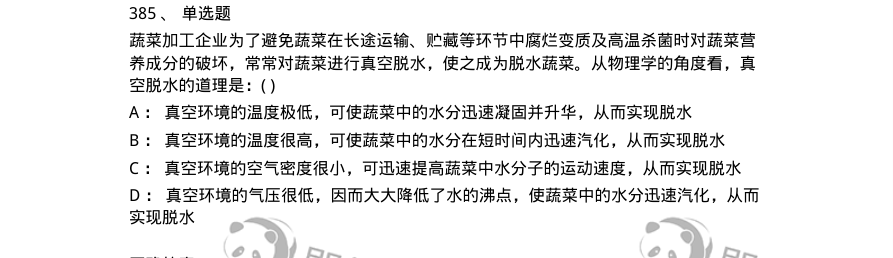 385 、 单选题
蔬菜加工企业为了避免蔬菜在长途运输、贮藏等环节中腐烂变质及高温杀菌时对蔬菜营
养成分的破坏，常常对蔬菜进行真空脱水，使之成为脱水蔬菜。从物理学的角度看，真
空脱水的道理是：( )
A ： 真空环境的温度极低，可使蔬菜中的水分迅速凝固并升华，从而实现脱水
B ： 真空环境的温度很高，可使蔬菜中的水分在短时间内迅速汽化，从而实现脱水
C ： 真空环境的空气密度很小，可迅速提高蔬菜中水分子的运动速度，从而实现脱水
D ： 真空环境的气压很低，因而大大降低了水的沸点，使蔬菜中的水分迅速汽化，从而
实现脱水